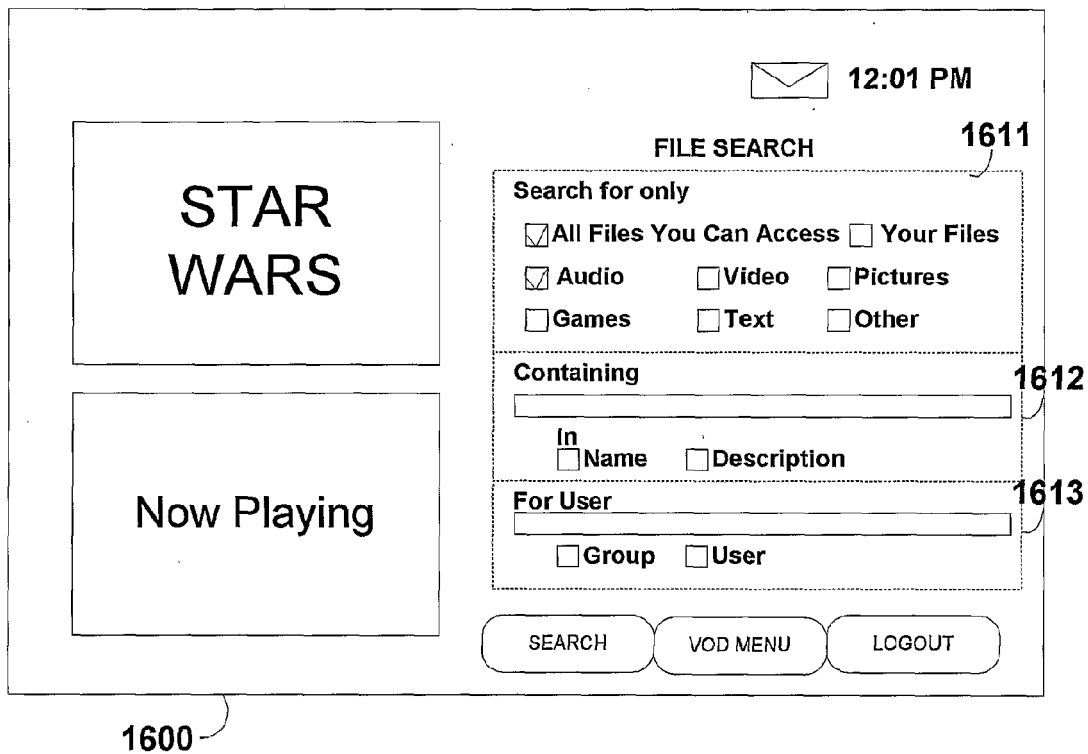 12:01 PM
STAR
WARS
FILE SEARCH
1611
Search for only
All Files You Can Access Your Files
Audio Video Pictures
Games Text Other
Containing
1612
In
Name Description
Now Playing
For User
1613
Group User
SEARCH VOD MENU LOGOUT
1600